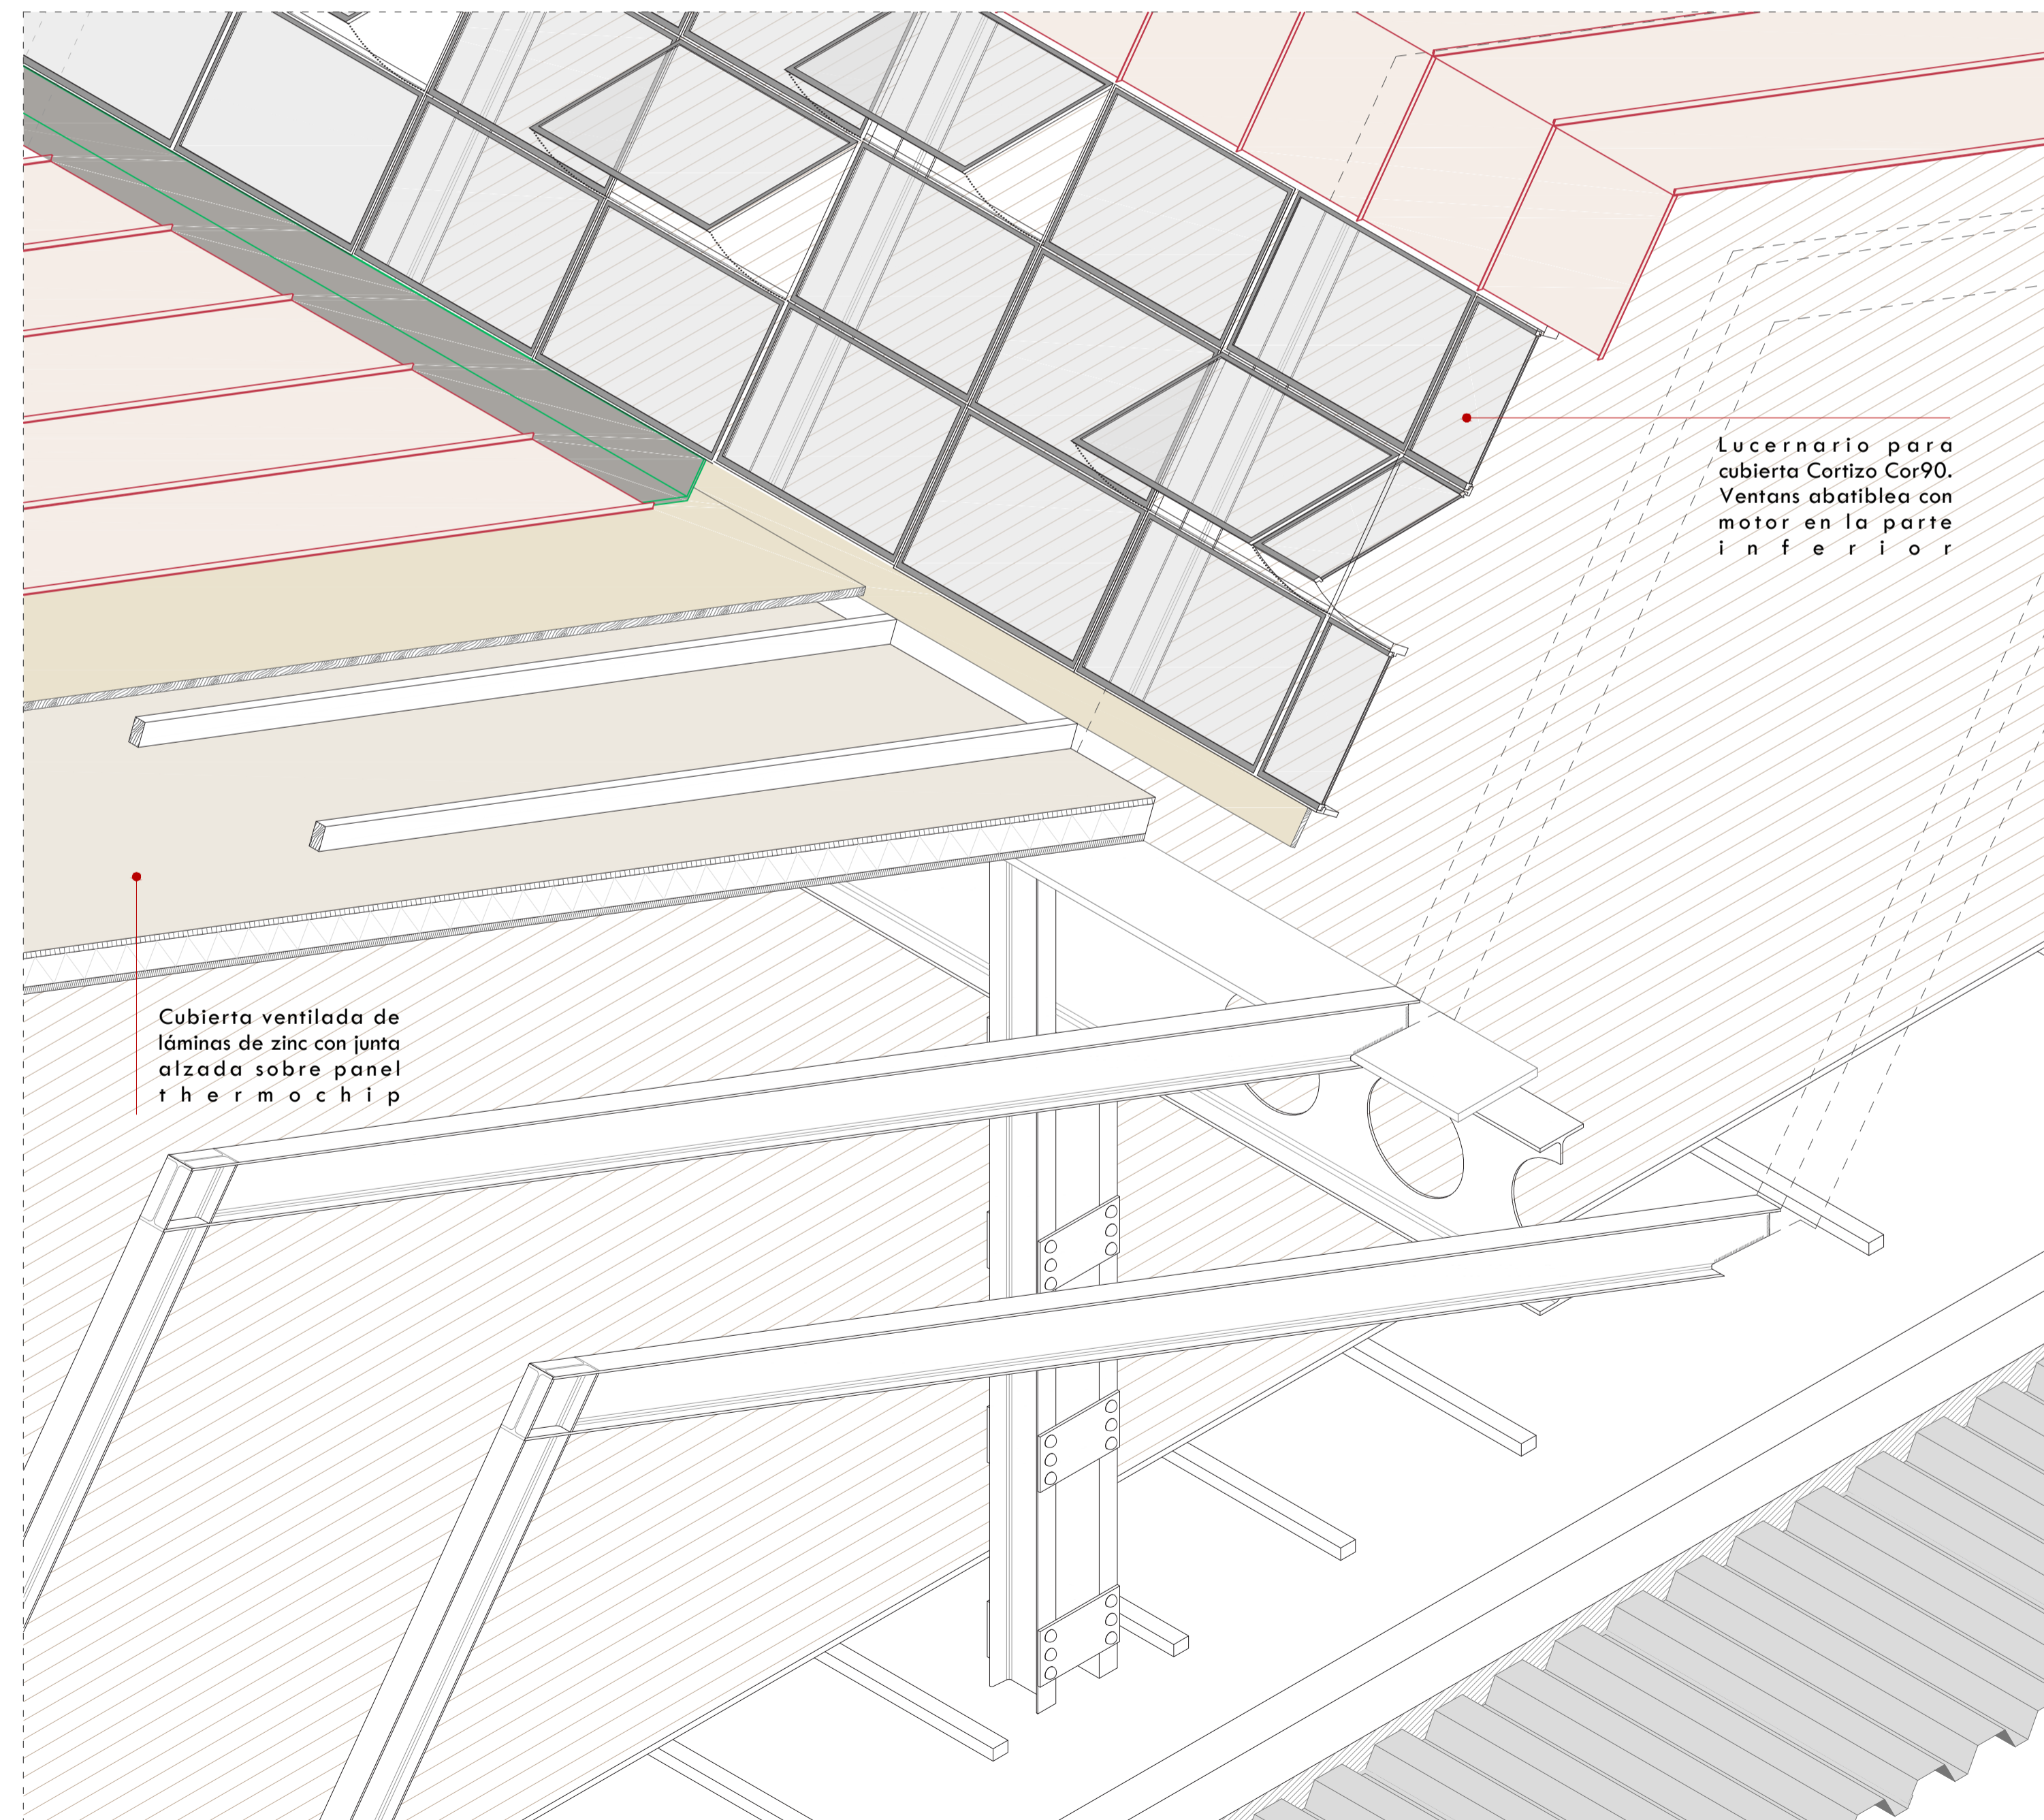 Lucernario para
cubierta Cortizo Cor90.
Ventans abatiblea con
motor en la parte
inferior
Cubierta ventilada de
láminas de zinc con junta
alzada sobre panel
thermochip